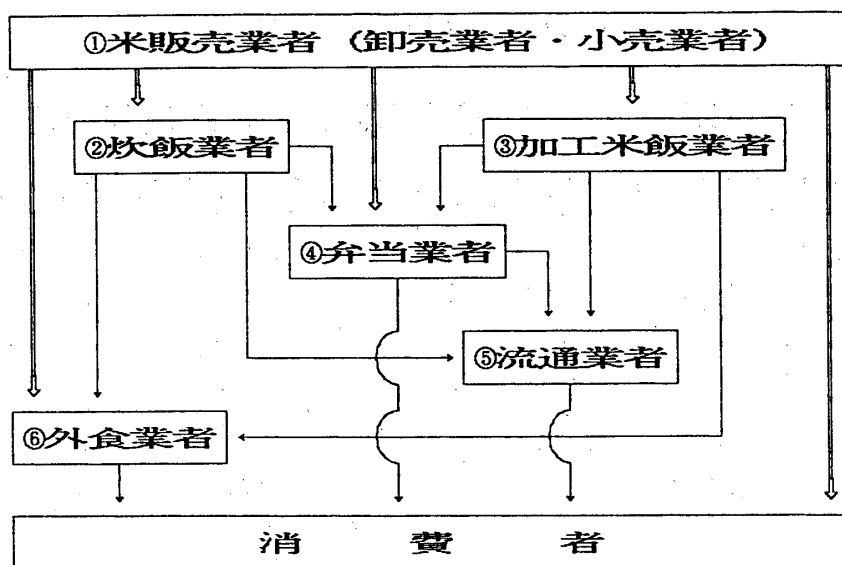 ①米販売業者（卸売業者・小売業者）
②炊飯業者
③加工米飯業者
④弁当業者
⑤流通業者
⑥外食業者
消費者